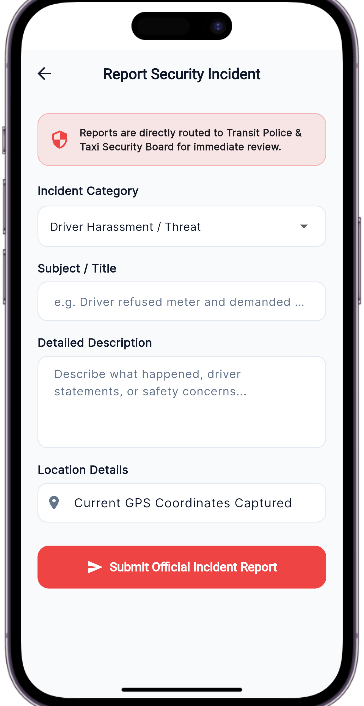 Report Security Incident
Reports are directly routed to Transit Police &
Taxi Security Board for immediate review.
Incident Category
Driver Harassment / Threat
Subject / Title
e.g. Driver refused meter and demanded ...
Detailed Description
Describe what happened, driver
statements, or safety concerns...
Location Details
Current GPS Coordinates Captured
Submit Official Incident Report